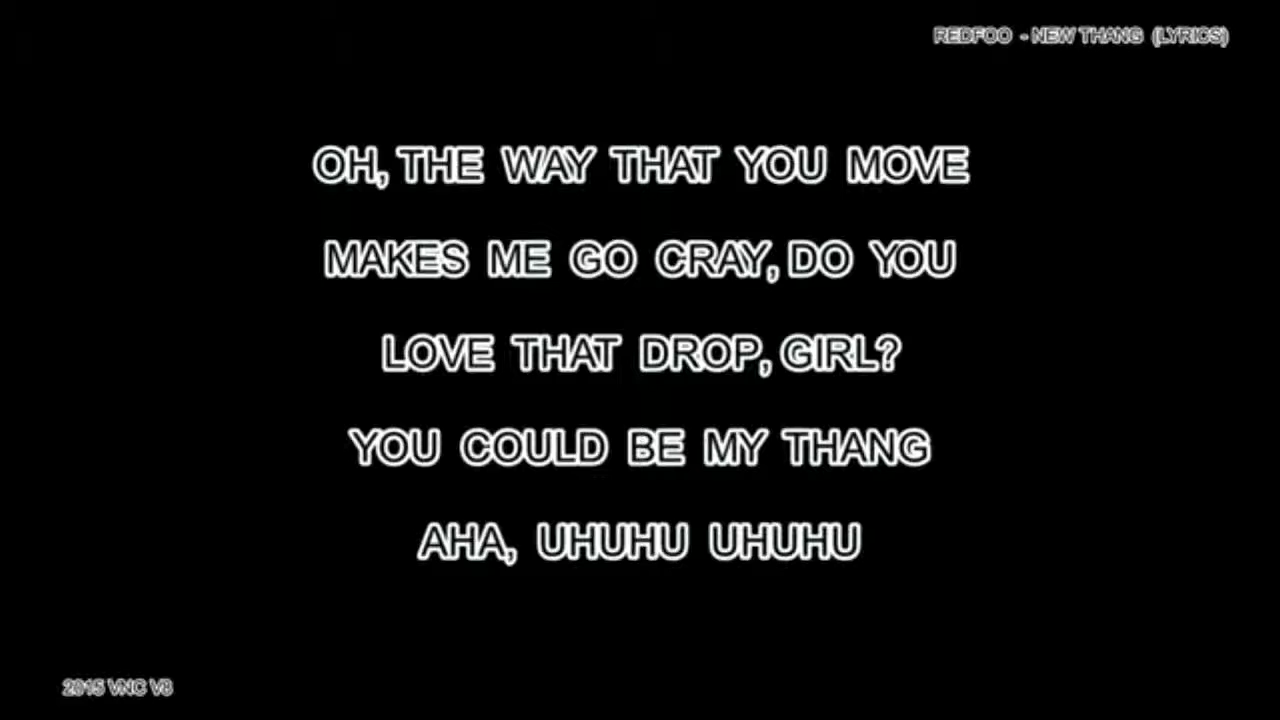 REDFOO - NEW THANG (LYRICS)
OH, THE WAY THAT YOU MOVE
MAKES ME GO CRAY, DO YOU
LOVE THAT DROP, GIRL?
YOU COULD BE MY THANG
AHA, UHUHU UHUHU
2015 VNC V8